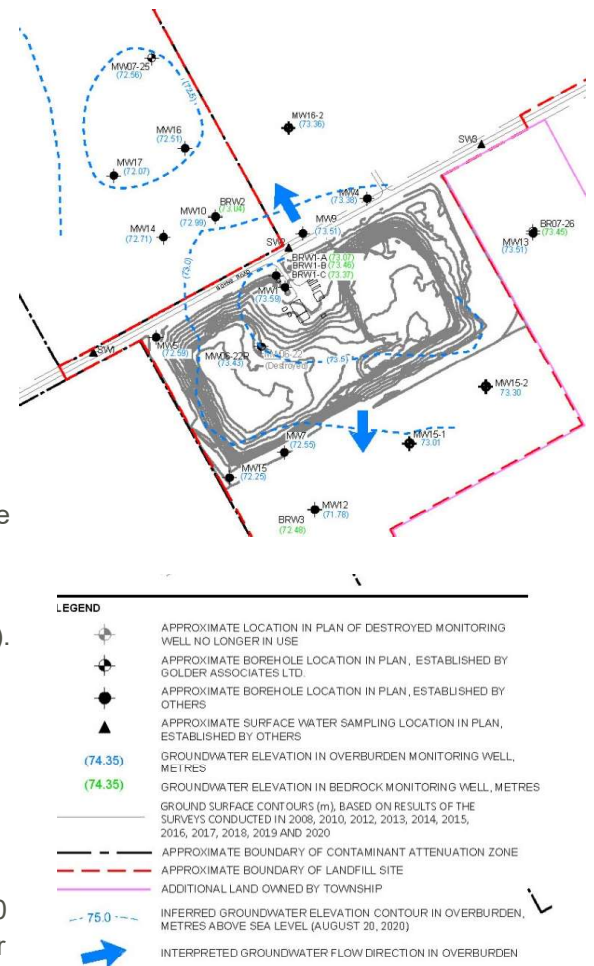 MW07-25
(72.56)
(72.5)
MW16
(72.51)
MW17
(72.07)
MW16-2
(73.36)
SW3
MW4
(73.38)
BRW2
(73.04)
MW10
(72.99)
MW14
(72.71)
MW9
(73.51)
BR07-26
(73.45)
MW13
(73.51)
SW2
(73.0)
BRW1-A (73.07)
BRW1-B (73.46)
BRW1-C (73.37)
MW1
(73.59)
MW5
(72.59)
SW1
MW06-22R
(73.43)
(Destroyed)
(73.5)
MW15-2
73.30
MW7
(72.55)
MW15-1
73.01
MW15
(72.25)
MW12
(71.78)
BRW3
(72.48)
e
).
0
r
LEGEND
APPROXIMATE LOCATION IN PLAN OF DESTROYED MONITORING
WELL NO LONGER IN USE
APPROXIMATE BOREHOLE LOCATION IN PLAN, ESTABLISHED BY
GOLDER ASSOCIATES LTD.
APPROXIMATE BOREHOLE LOCATION IN PLAN, ESTABLISHED BY
OTHERS
APPROXIMATE SURFACE WATER SAMPLING LOCATION IN PLAN,
ESTABLISHED BY OTHERS
(74.35) GROUNDWATER ELEVATION IN OVERBURDEN MONITORING WELL,
METRES
(74.35) GROUNDWATER ELEVATION IN BEDROCK MONITORING WELL, METRES
GROUND SURFACE CONTOURS (m), BASED ON RESULTS OF THE
SURVEYS CONDUCTED IN 2008, 2010, 2012, 2013, 2014, 2015,
2016, 2017, 2018, 2019 AND 2020
APPROXIMATE BOUNDARY OF CONTAMINANT ATTENUATION ZONE
APPROXIMATE BOUNDARY OF LANDFILL SITE
ADDITIONAL LAND OWNED BY TOWNSHIP
75.0 INFERRED GROUNDWATER ELEVATION CONTOUR IN OVERBURDEN,
METRES ABOVE SEA LEVEL (AUGUST 20, 2020)
INTERPRETED GROUNDWATER FLOW DIRECTION IN OVERBURDEN